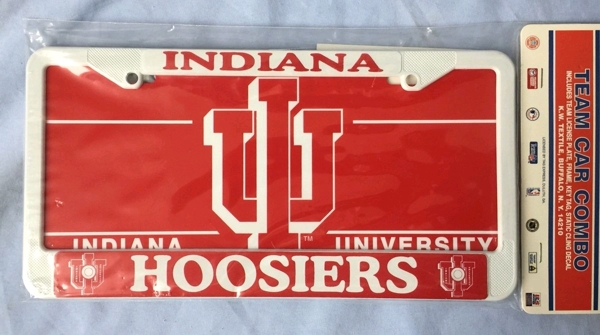 INDIANA
IU
TM
INDIANA UNIVERSITY
HOOSIERS
TEAM CAR COMBO
INCLUDES TEAM LICENSE PLATE, FRAME, KEY TAG, STATIC CLING DECAL
K.W. TEXTILE, BUFFALO, N. Y. 14210